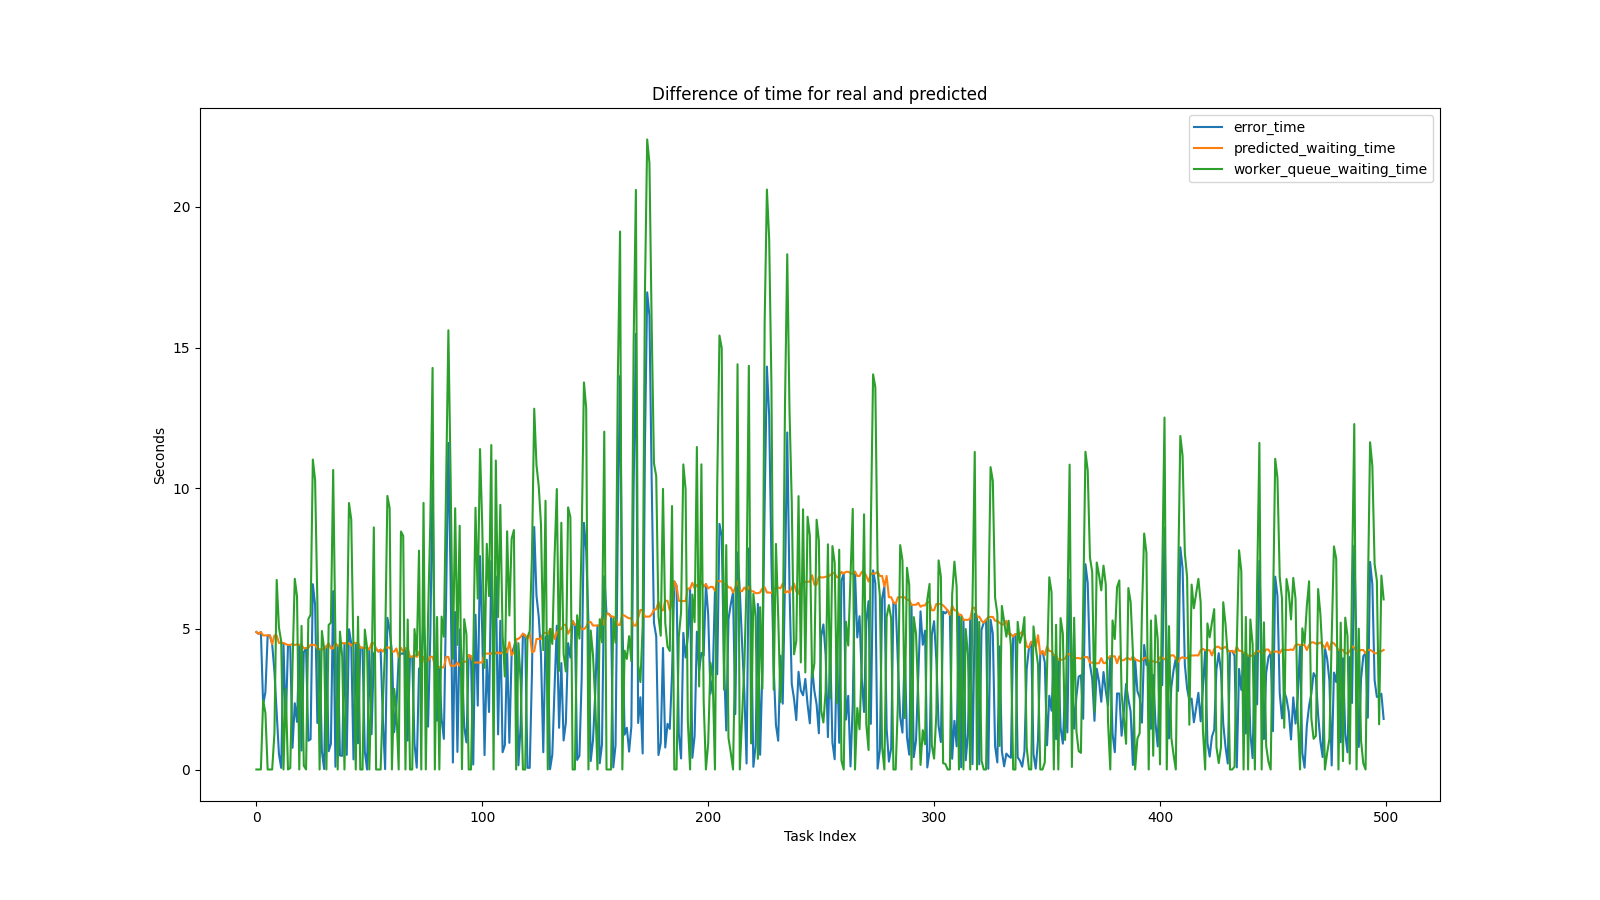 Difference of time for real and predicted
error_time
predicted_waiting_time
worker_queue_waiting_time
20
15
10
5
0
Seconds
0 100 200 300 400 500
Task Index